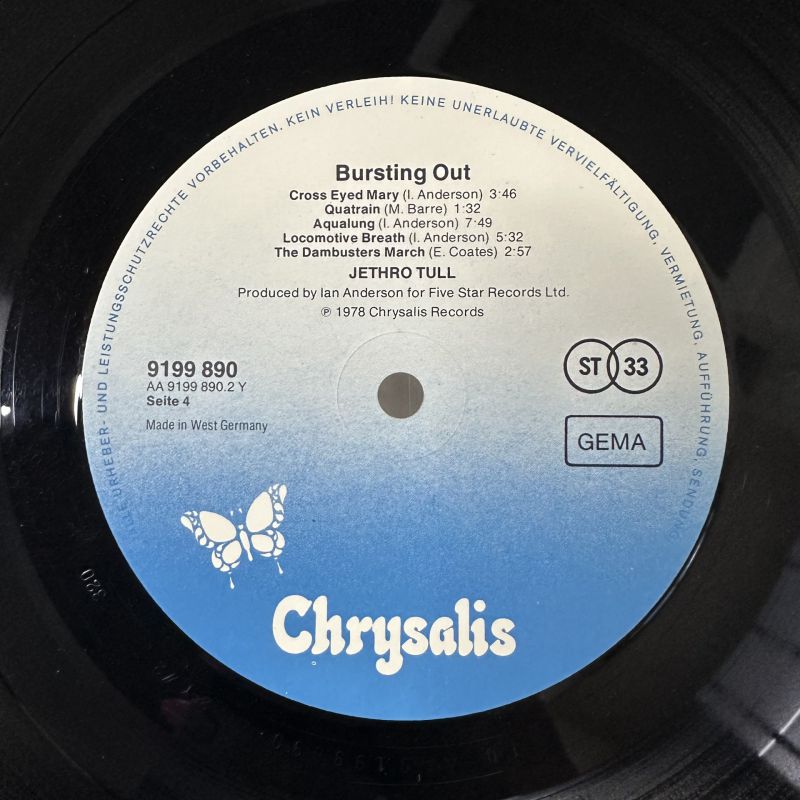 ALLE URHEBER- UND LEISTUNGSSCHUTZRECHTE VORBEHALTEN. KEIN VERLEIH! KEINE UNERLAUBTE VERVIELFÄLTIGUNG, VERMIETUNG, AUFFÜHRUNG, SENDUNG
Bursting Out
Cross Eyed Mary (I. Anderson) 3:46
Quatrain (M. Barre) 1:32
Aqualung (I. Anderson) 7:49
Locomotive Breath (I. Anderson) 5:32
The Dambusters March (E. Coates) 2:57
JETHRO TULL
Produced by Ian Anderson for Five Star Records Ltd.
℗ 1978 Chrysalis Records
9199 890
AA 9199 890.2 Y
Seite 4
Made in West Germany
ST 33
GEMA
Chrysalis
320